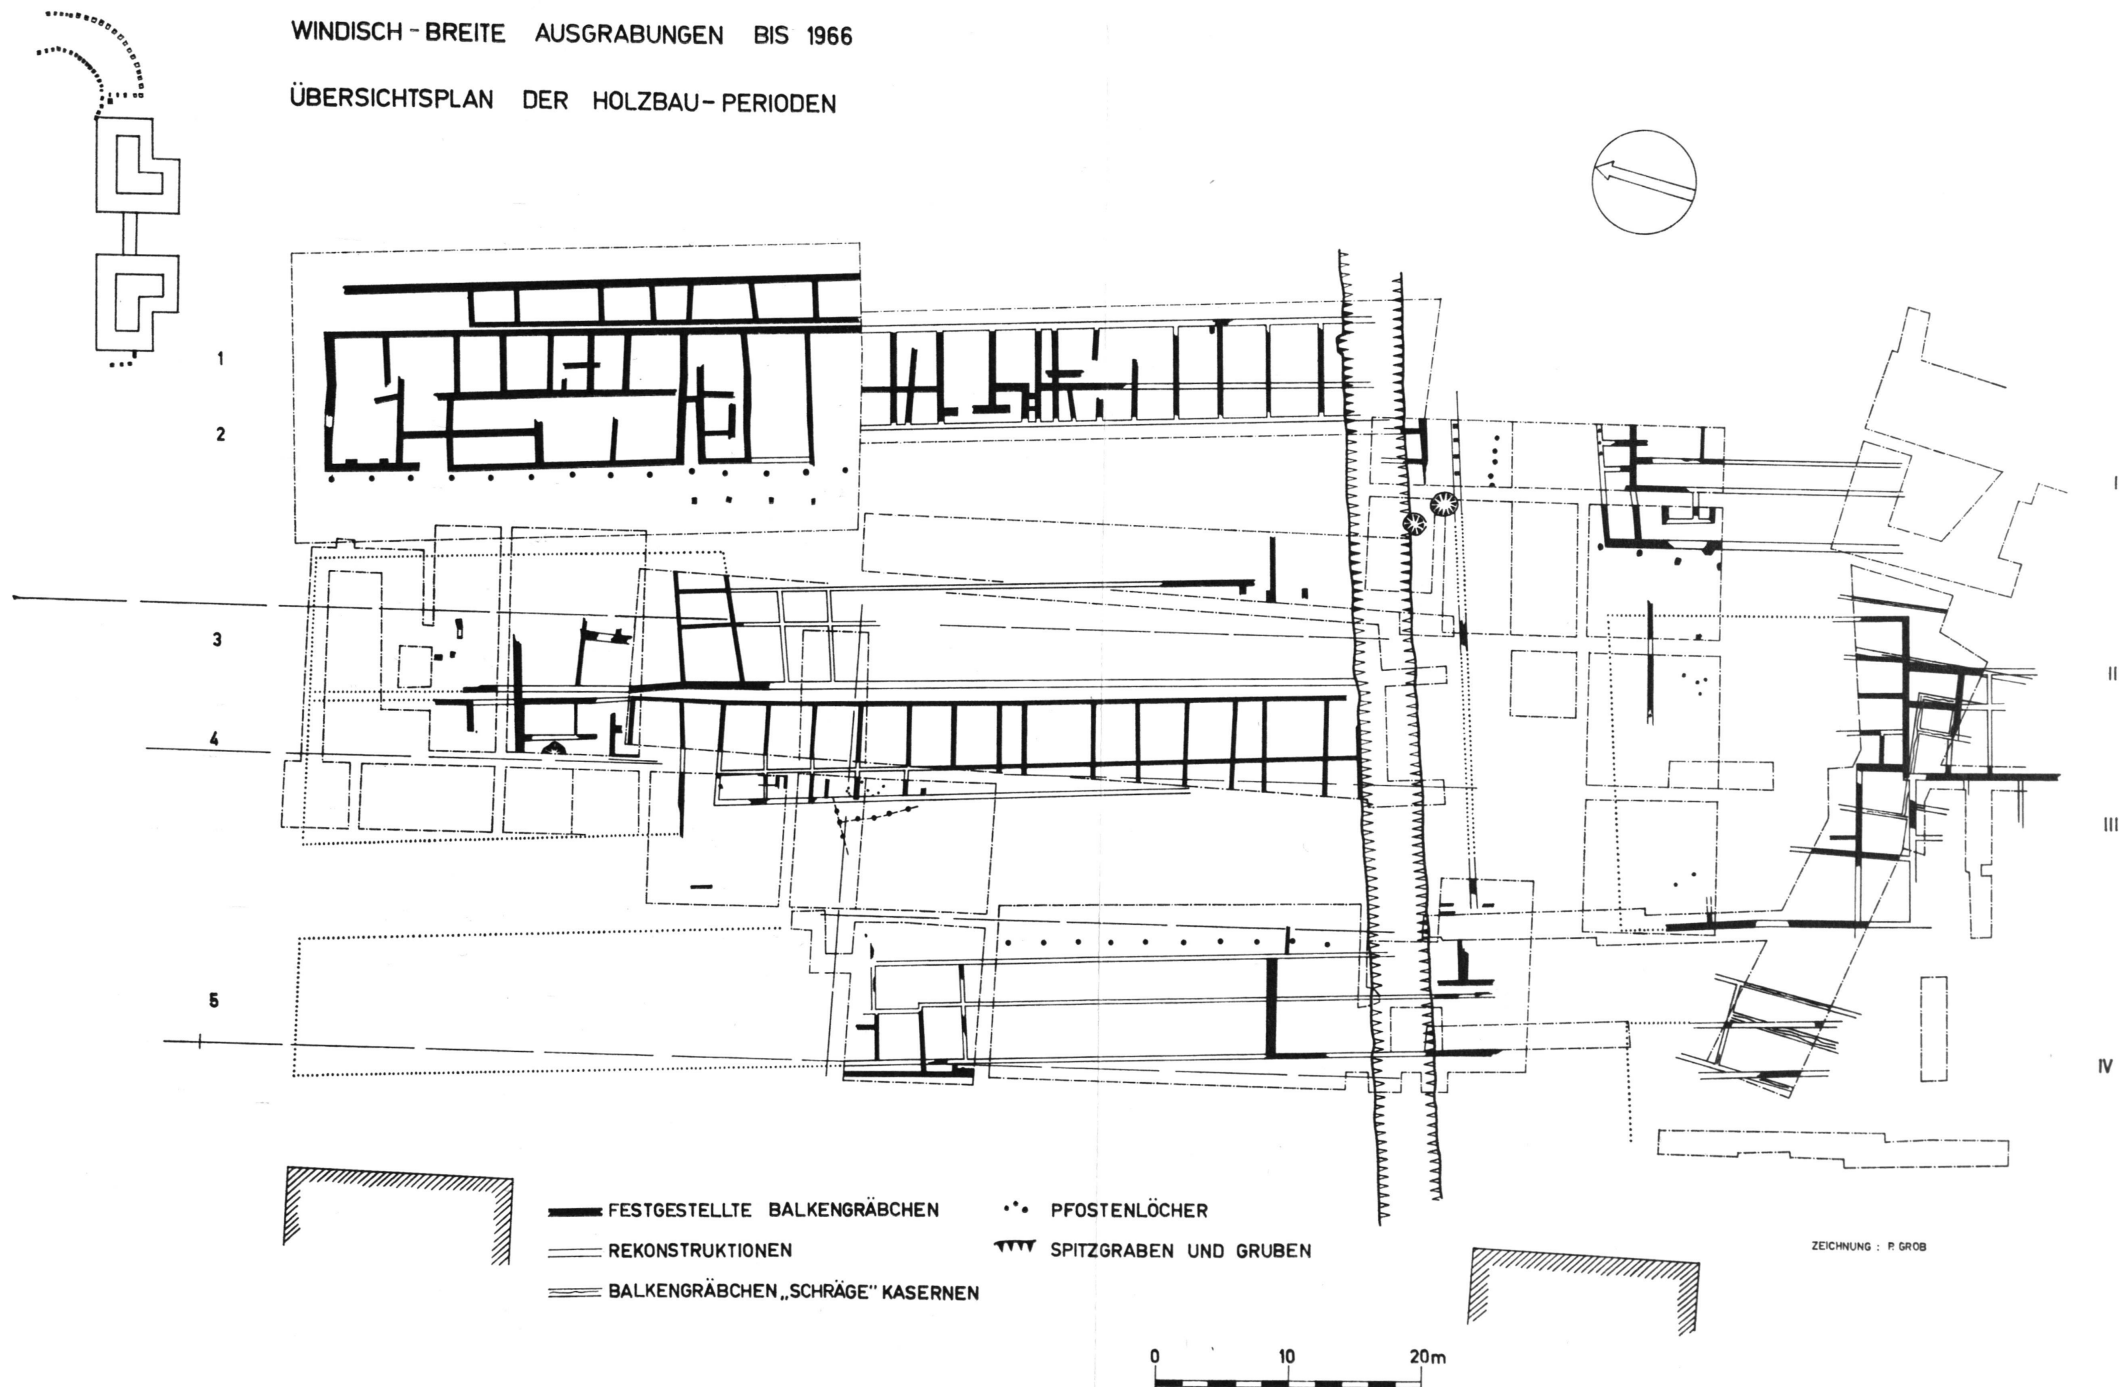 WINDISCH-BREITE AUSGRABUNGEN BIS 1966
ÜBERSICHTSPLAN DER HOLZBAU-PERIODEN
1
2
I
3
II
4
III
5
IV
FESTGESTELLTE BALKENGRÄBCHEN
PFOSTENLÖCHER
REKONSTRUKTIONEN
SPITZGRABEN UND GRUBEN
ZEICHNUNG : P. GROB
BALKENGRÄBCHEN „SCHRÄGE" KASERNEN
0 10 20m